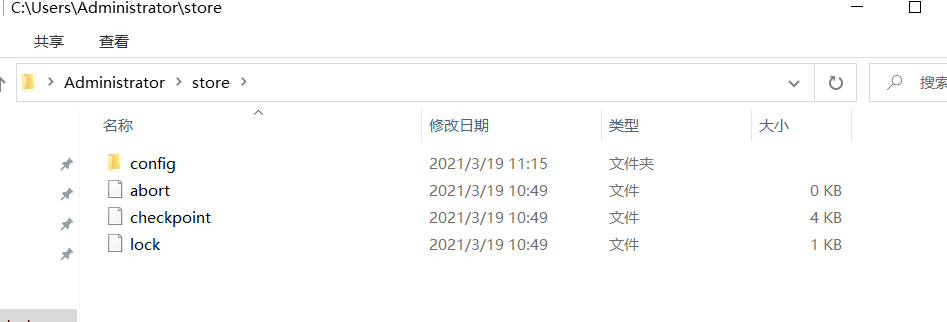 C:\Users\Administrator\store
共享 查看
Administrator store 搜索
名称 修改日期 类型 大小
config 2021/3/19 11:15 文件夹
abort 2021/3/19 10:49 文件 0 KB
checkpoint 2021/3/19 10:49 文件 4 KB
lock 2021/3/19 10:49 文件 1 KB